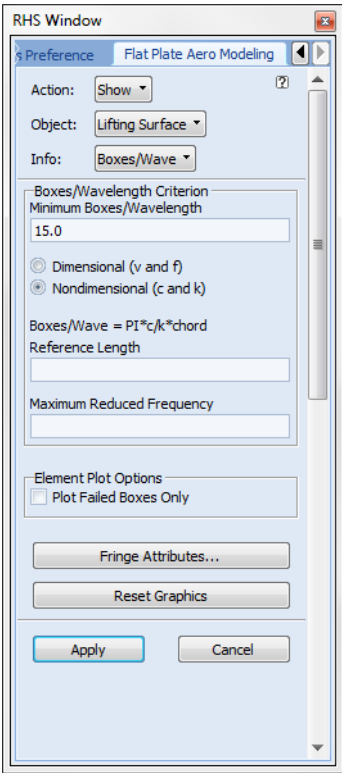 RHS Window
s Preference
Flat Plate Aero Modeling
Action:
Show
?
Object:
Lifting Surface
Info:
Boxes/Wave
Boxes/Wavelength Criterion
Minimum Boxes/Wavelength
15.0
Dimensional (v and f)
Nondimensional (c and k)
Boxes/Wave = PI*c/k*chord
Reference Length
Maximum Reduced Frequency
Element Plot Options
Plot Failed Boxes Only
Fringe Attributes...
Reset Graphics
Apply
Cancel